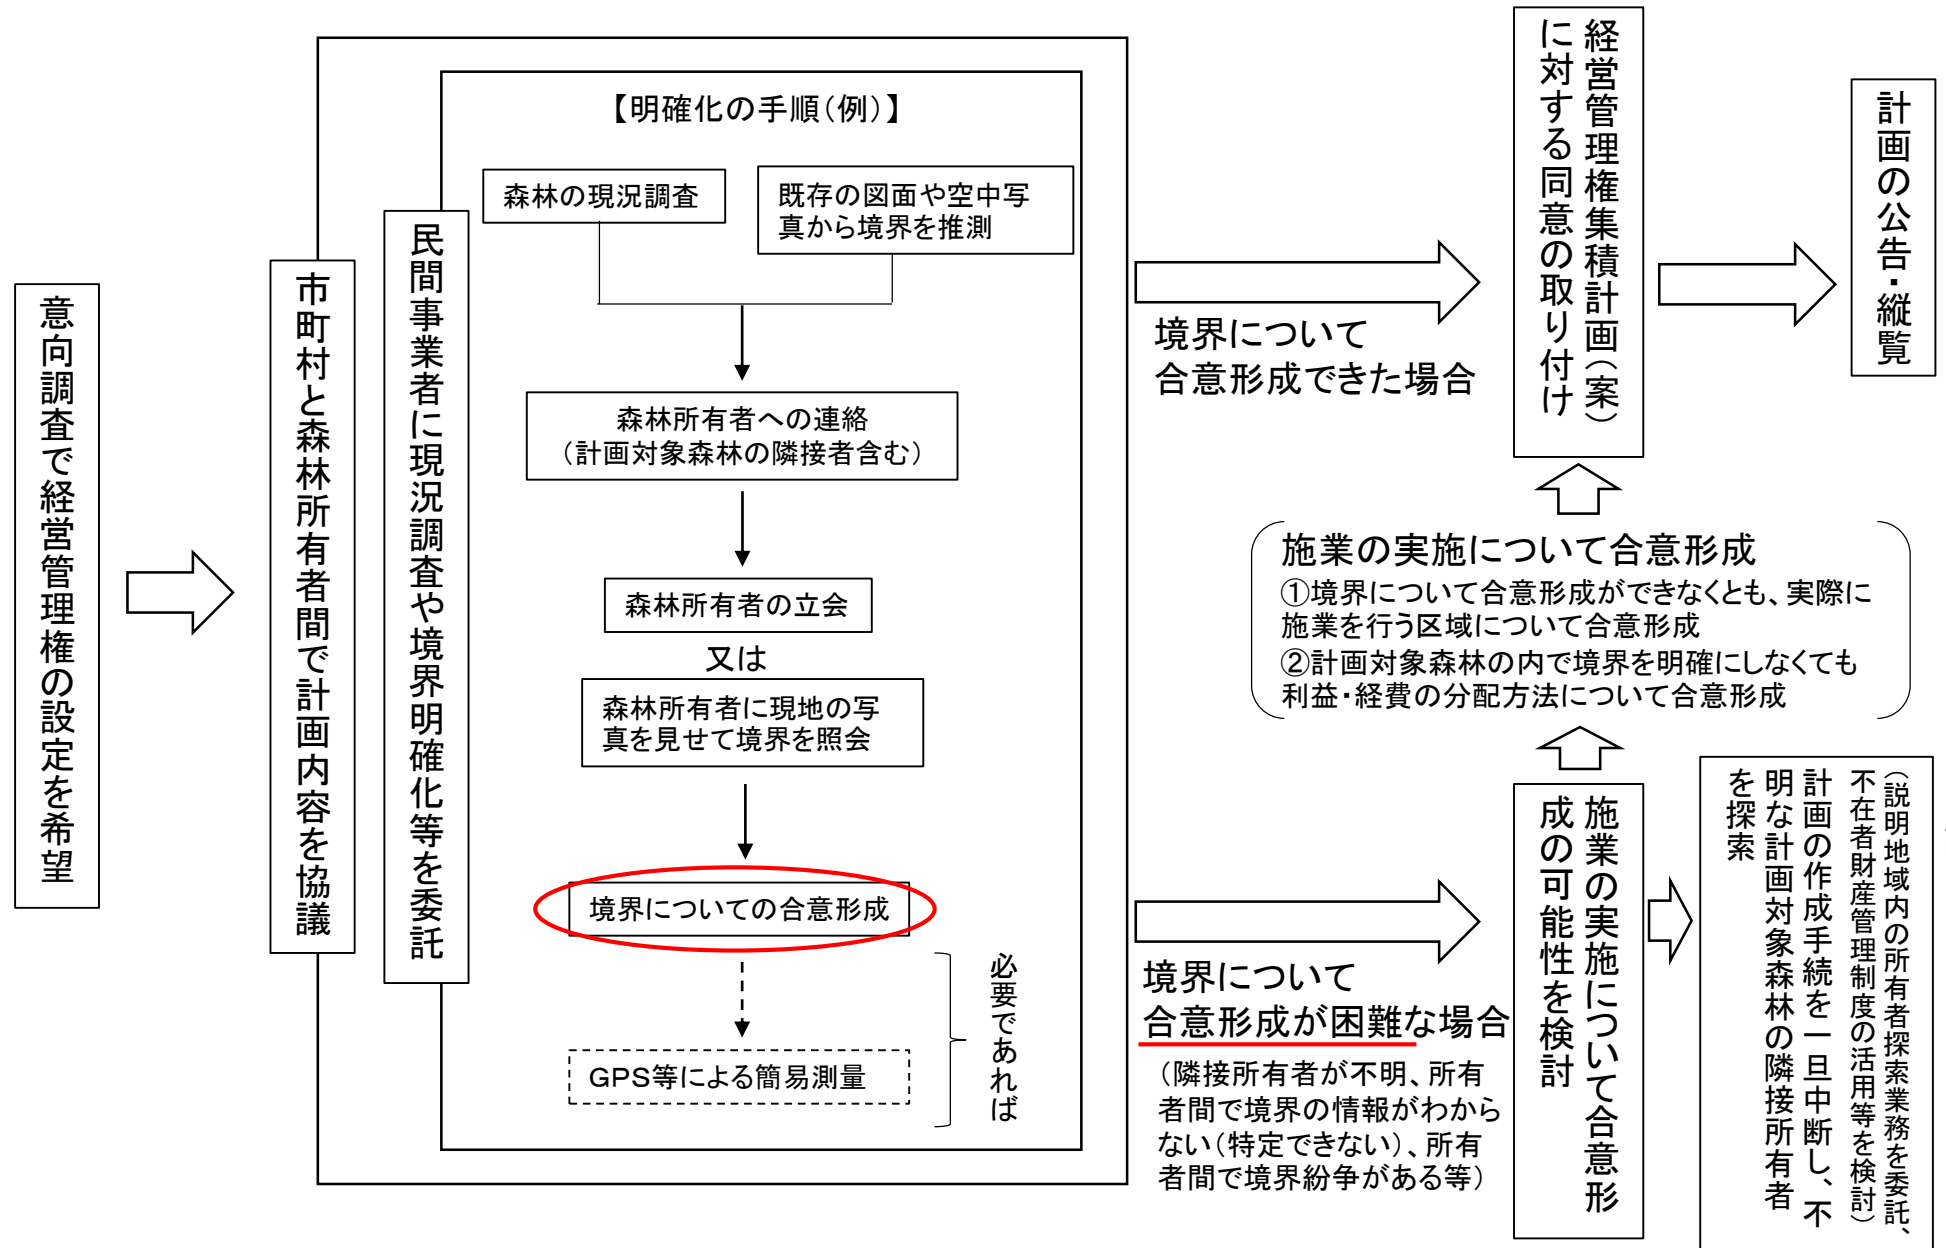 意向調査で経営管理権の設定を希望
市町村と森林所有者間で計画内容を協議
民間事業者に現況調査や境界明確化等を委託
【明確化の手順(例)】
森林の現況調査
既存の図面や空中写
真から境界を推測
森林所有者への連絡
(計画対象森林の隣接者含む)
森林所有者の立会
又は
森林所有者に現地の写
真を見せて境界を照会
境界についての合意形成
GPS等による簡易測量
必要であれば
境界について
合意形成できた場合
境界について
合意形成が困難な場合
(隣接所有者が不明、所有
者間で境界の情報がわから
ない(特定できない)、所有
者間で境界紛争がある等)
経営管理権集積計画(案)
に対する同意の取り付け
計画の公告・縦覧
施業の実施について合意形成
①境界について合意形成ができなくとも、実際に
施業を行う区域について合意形成
②計画対象森林の内で境界を明確にしなくても
利益・経費の分配方法について合意形成
施業の実施について合意形
成の可能性を検討
(説明地域内の所有者探索業務を委託、
不在者財産管理制度の活用等を検討)
計画の作成手続を一旦中断し、不
明な計画対象森林の隣接所有者
を探索